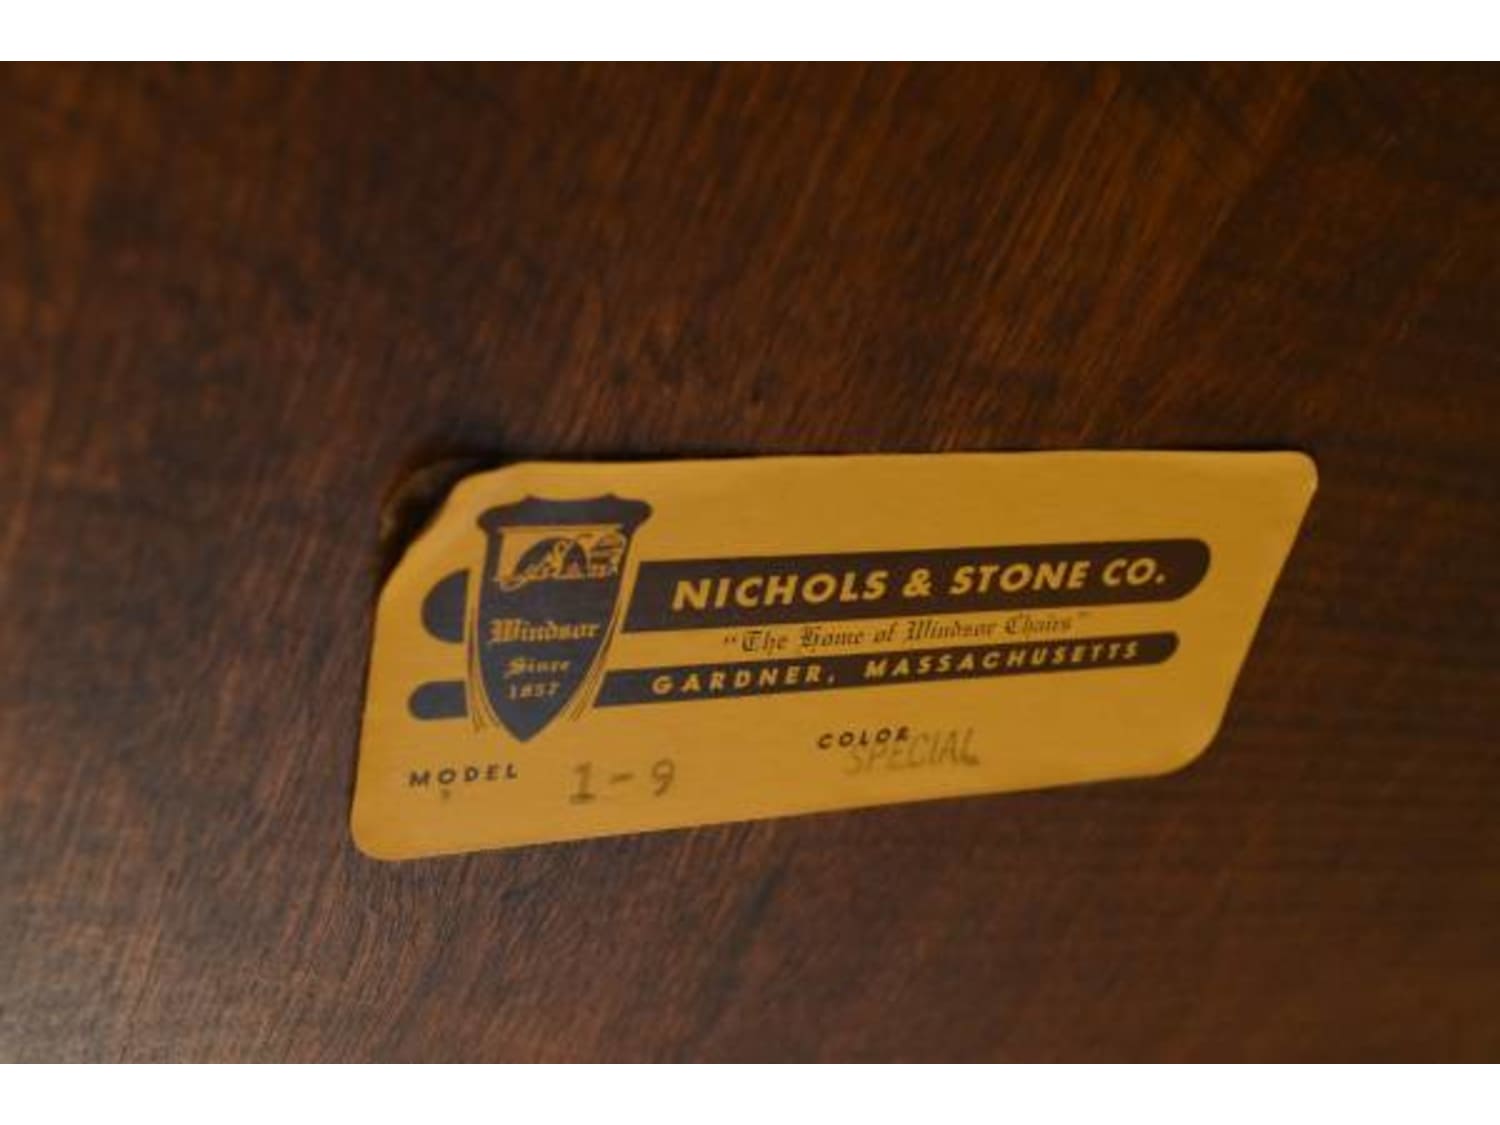 Windsor
Since
1857
NICHOLS & STONE CO.
"The Home of Windsor Chairs"
GARDNER, MASSACHUSETTS
MODEL 1-9 COLOR SPECIAL